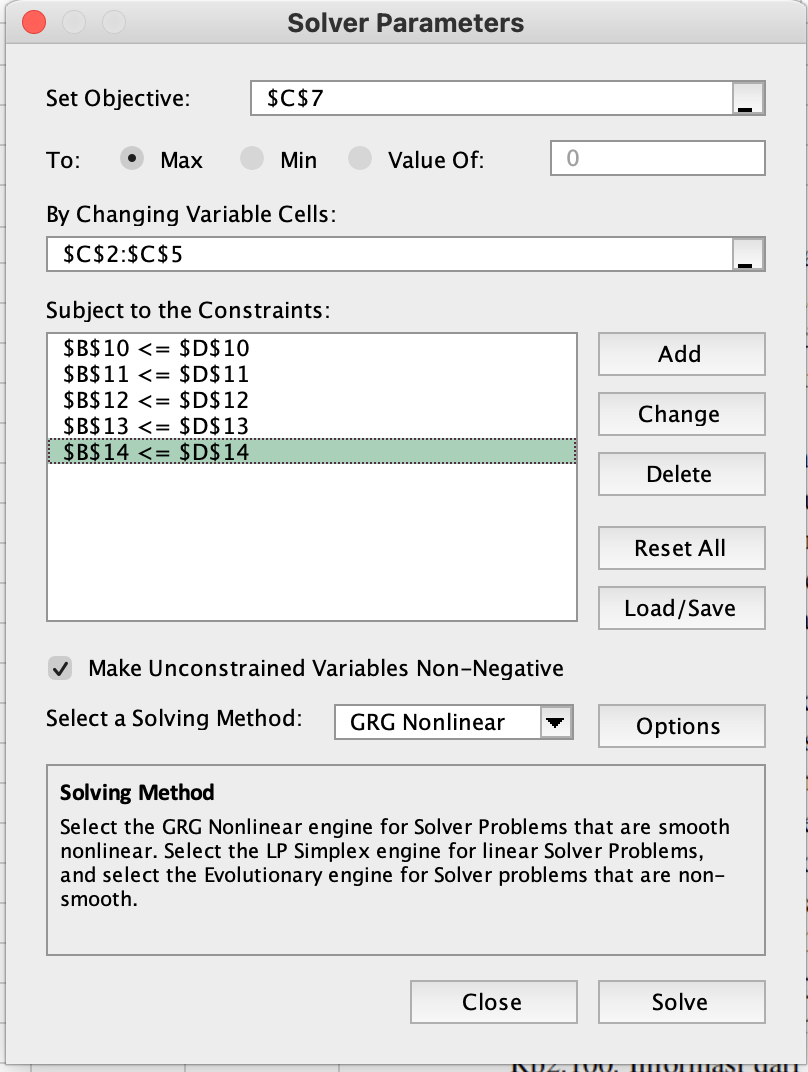 Solver Parameters
Set Objective: $C$7
To: Max Min Value Of: 0
By Changing Variable Cells:
$C$2:$C$5
Subject to the Constraints:
$B$10 <= $D$10
$B$11 <= $D$11
$B$12 <= $D$12
$B$13 <= $D$13
$B$14 <= $D$14
Add
Change
Delete
Reset All
Load/Save
Make Unconstrained Variables Non-Negative
Select a Solving Method: GRG Nonlinear Options
Solving Method
Select the GRG Nonlinear engine for Solver Problems that are smooth
nonlinear. Select the LP Simplex engine for linear Solver Problems,
and select the Evolutionary engine for Solver problems that are non-
smooth.
Close Solve